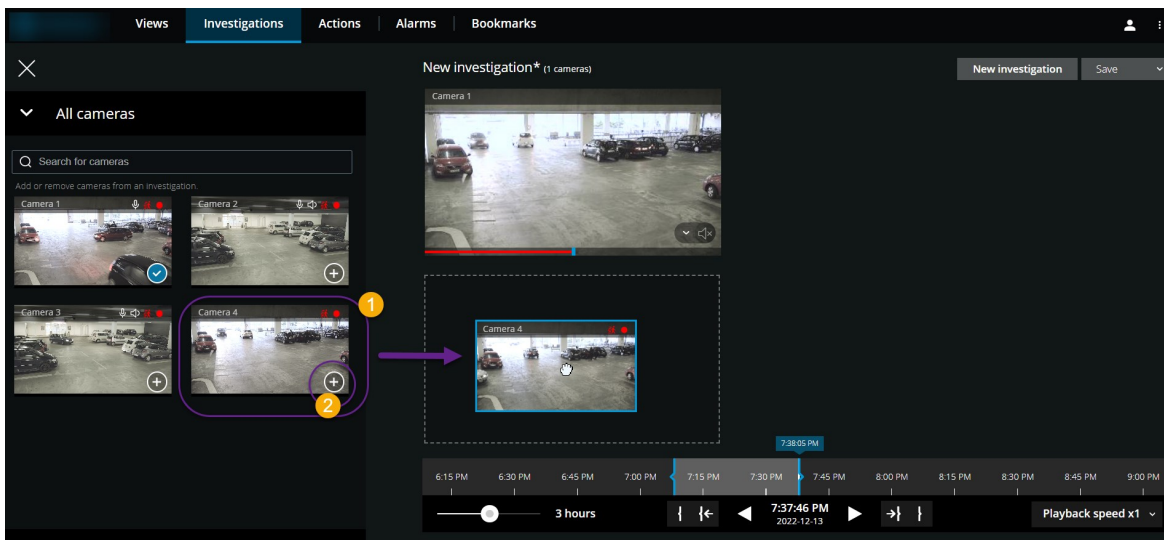 Views Investigations Actions Alarms Bookmarks
New investigation* (1 cameras)
New investigation Save
All cameras
Search for cameras
Add or remove cameras from an investigation.
Camera 1
Camera 2
Camera 3
Camera 4
1
2
Camera 1
Camera 4
7:38:05 PM
6:15 PM 6:30 PM 6:45 PM 7:00 PM 7:15 PM 7:30 PM 7:45 PM 8:00 PM 8:15 PM 8:30 PM 8:45 PM 9:00 PM
3 hours
7:37:46 PM
2022-12-13
Playback speed x1